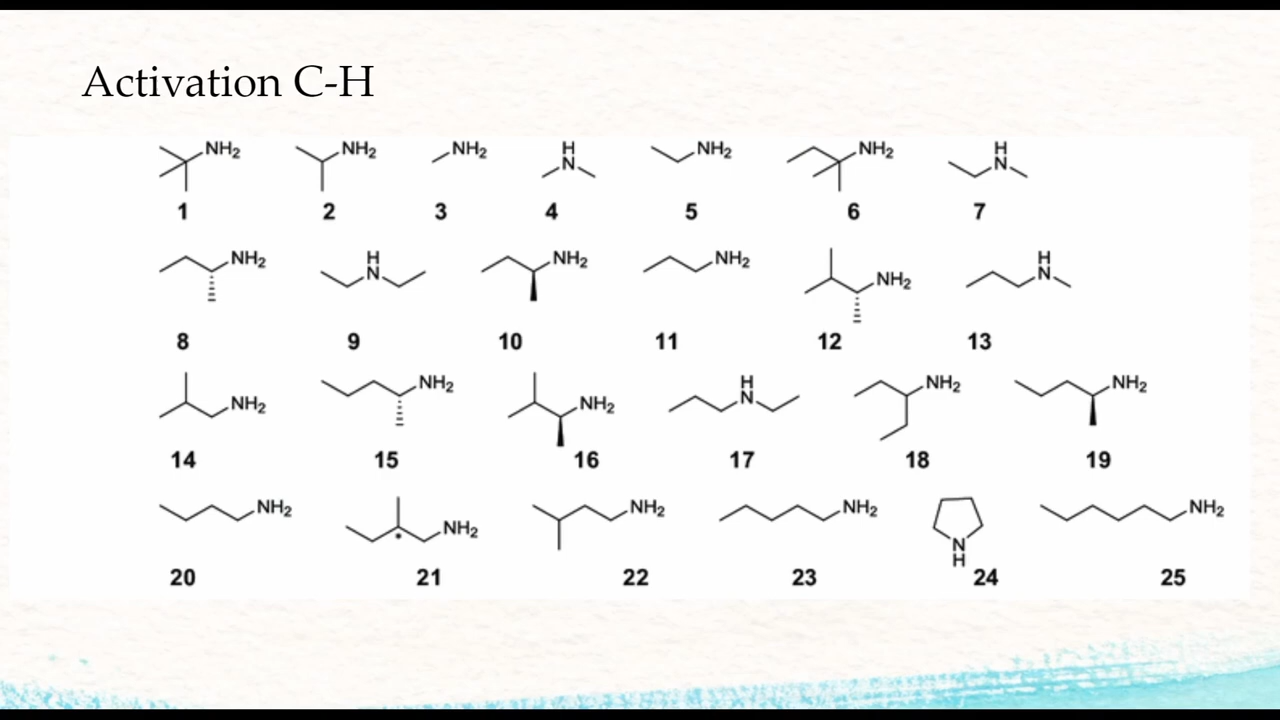 Activation C-H
NH2 NH2 NH2 H N NH2 NH2 H N
1 2 3 4 5 6 7
NH2 H N NH2 NH2 NH2 H N
8 9 10 11 12 13
NH2 NH2 NH2 H N NH2 NH2
14 15 16 17 18 19
NH2 NH2 NH2 NH2 N H NH2
20 21 22 23 24 25